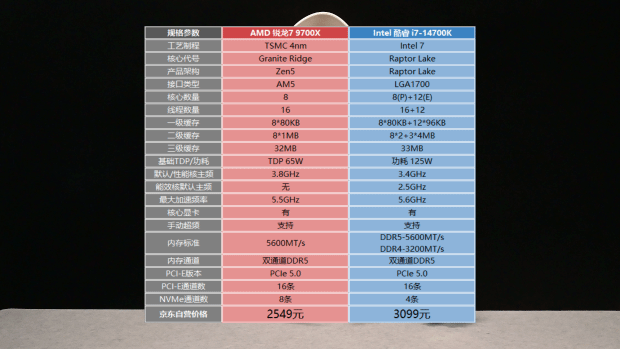 规格参数 AMD 锐龙7 9700X Intel 酷睿 i7-14700K
工艺制程 TSMC 4nm Intel 7
核心代号 Granite Ridge Raptor Lake
产品架构 Zen5 Raptor Lake
接口类型 AM5 LGA1700
核心数量 8 8(P)+12(E)
线程数量 16 16+12
一级缓存 8*80KB 8*80KB+12*96KB
二级缓存 8*1MB 8*2+3*4MB
三级缓存 32MB 33MB
基础TDP/功耗 TDP 65W 功耗 125W
默认/性能核主频 3.8GHz 3.4GHz
能效核默认主频 无 2.5GHz
最大加速频率 5.5GHz 5.6GHz
核心显卡 有 有
手动超频 支持 支持
内存标准 5600MT/s DDR5-5600MT/s
DDR4-3200MT/s
内存通道 双通道DDR5 双通道DDR5
PCI-E版本 PCIe 5.0 PCIe 5.0
PCI-E通道数 16条 16条
NVMe通道数 8条 4条
京东自营价格 2549元 3099元